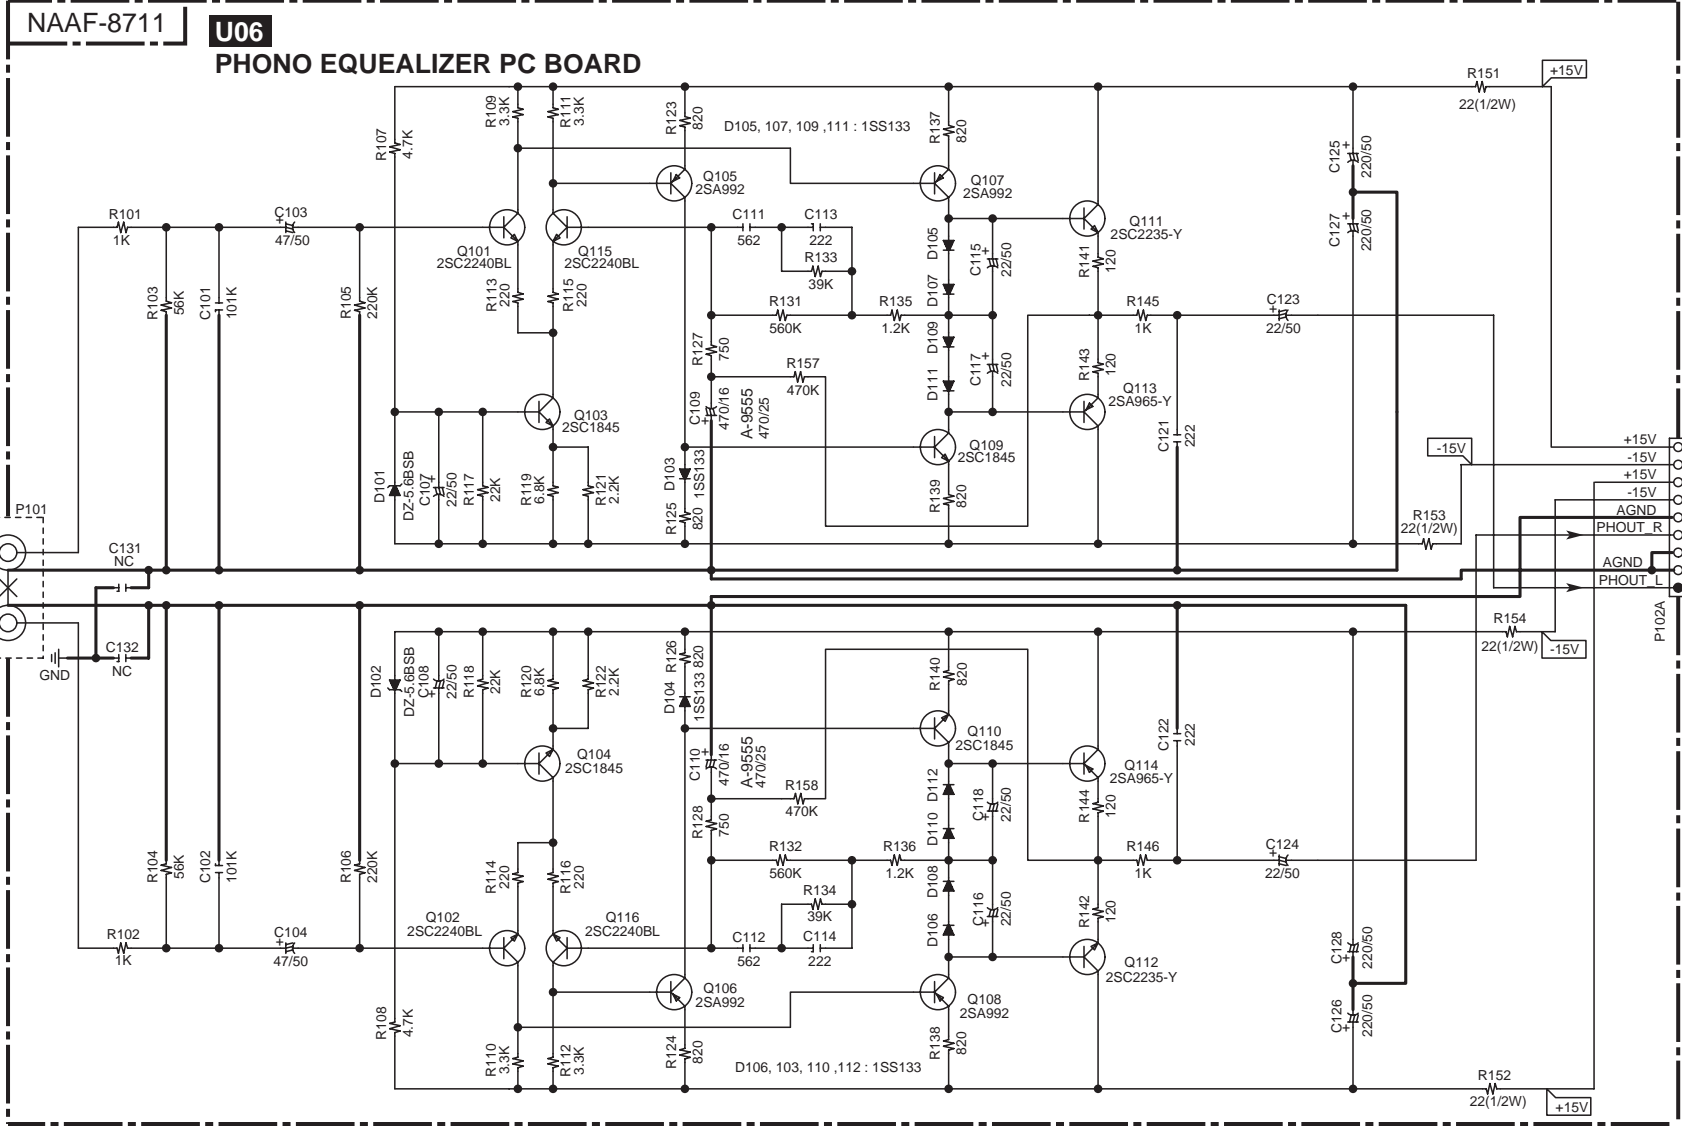 NAAF-8711
U06
PHONO EQUEALIZER PC BOARD
R109
3.3K
R111
3.3K
R123
820
D105, 107, 109 ,111 : 1SS133
R137
820
R151
22(1/2W)
+15V
R107
4.7K
Q105
2SA992
Q107
2SA992
C125
+
220/50
C127
+
220/50
R101
1K
C103
+
47/50
Q101
2SC2240BL
Q115
2SC2240BL
C111
562
C113
222
R133
39K
D105
D107
C115
+
22/50
Q111
2SC2235-Y
R141
120
R103
56K
C101
101K
R105
220K
R113
220
R115
220
R131
560K
R135
1.2K
R145
1K
C123
+
22/50
R127
750
R157
470K
D109
D111
C117
+
22/50
R143
120
Q113
2SA965-Y
Q103
2SC1845
C109
+
470/16
A-9555
470/25
Q109
2SC1845
C121
222
-15V
D101
DZ-5.6BSB
C107
+
22/50
R117
22K
R119
6.8K
R121
2.2K
D103
1SS133
R125
820
R139
820
R153
22(1/2W)
+15V
-15V
+15V
-15V
AGND
PHOUT_R
AGND
PHOUT_L
P102A
P101
C131
NC
C132
NC
GND
R154
22(1/2W)
-15V
D102
DZ-5.6BSB
C108
+
22/50
R118
22K
R120
6.8K
R122
2.2K
R126
820
D104
1SS133
R140
820
Q104
2SC1845
C110
+
470/16
A-9555
470/25
Q110
2SC1845
C122
222
Q114
2SA965-Y
R158
470K
R128
750
D112
D110
C118
+
22/50
R144
120
R104
56K
C102
101K
R106
220K
R114
220
R116
220
R132
560K
R136
1.2K
R146
1K
C124
+
22/50
R134
39K
D108
D106
C116
+
22/50
R142
120
R102
1K
C104
+
47/50
Q102
2SC2240BL
Q116
2SC2240BL
C112
562
C114
222
Q112
2SC2235-Y
C128
+
220/50
C126
+
220/50
Q106
2SA992
Q108
2SA992
R108
4.7K
R110
3.3K
R112
3.3K
R124
820
R138
820
D106, 103, 110 ,112 : 1SS133
R152
22(1/2W)
+15V